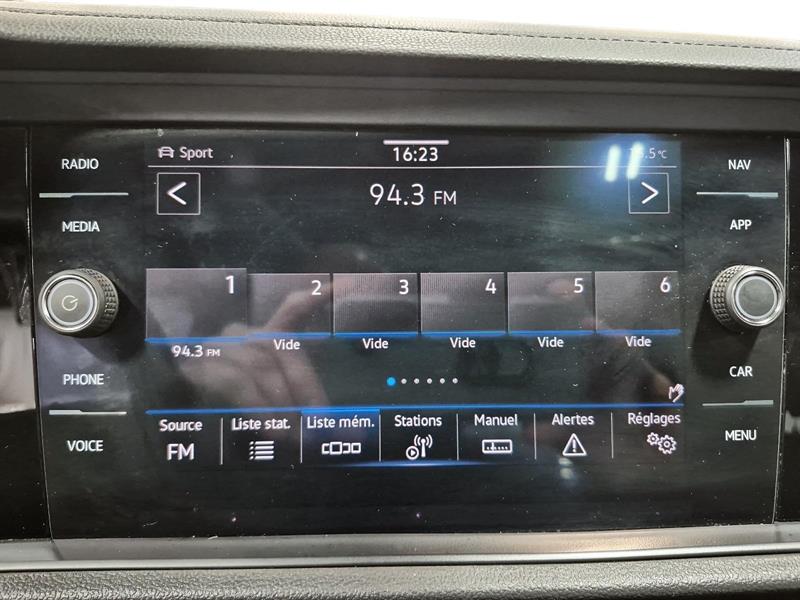 RADIO
MEDIA
PHONE
VOICE
Sport
16:23
.5°C
94.3 FM
1
2
3
4
5
6
94.3 FM
Vide
Vide
Vide
Vide
Vide
Source
FM
Liste stat.
Liste mém.
Stations
Manuel
Alertes
Réglages
NAV
APP
CAR
MENU